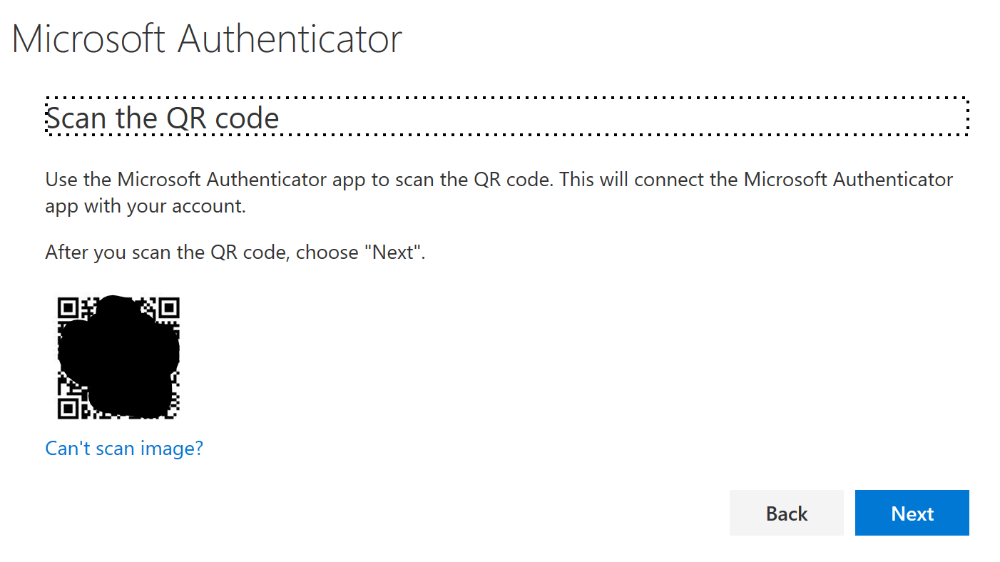 Microsoft Authenticator
Scan the QR code
Use the Microsoft Authenticator app to scan the QR code. This will connect the Microsoft Authenticator
app with your account.
After you scan the QR code, choose "Next".
Can't scan image?
Back
Next